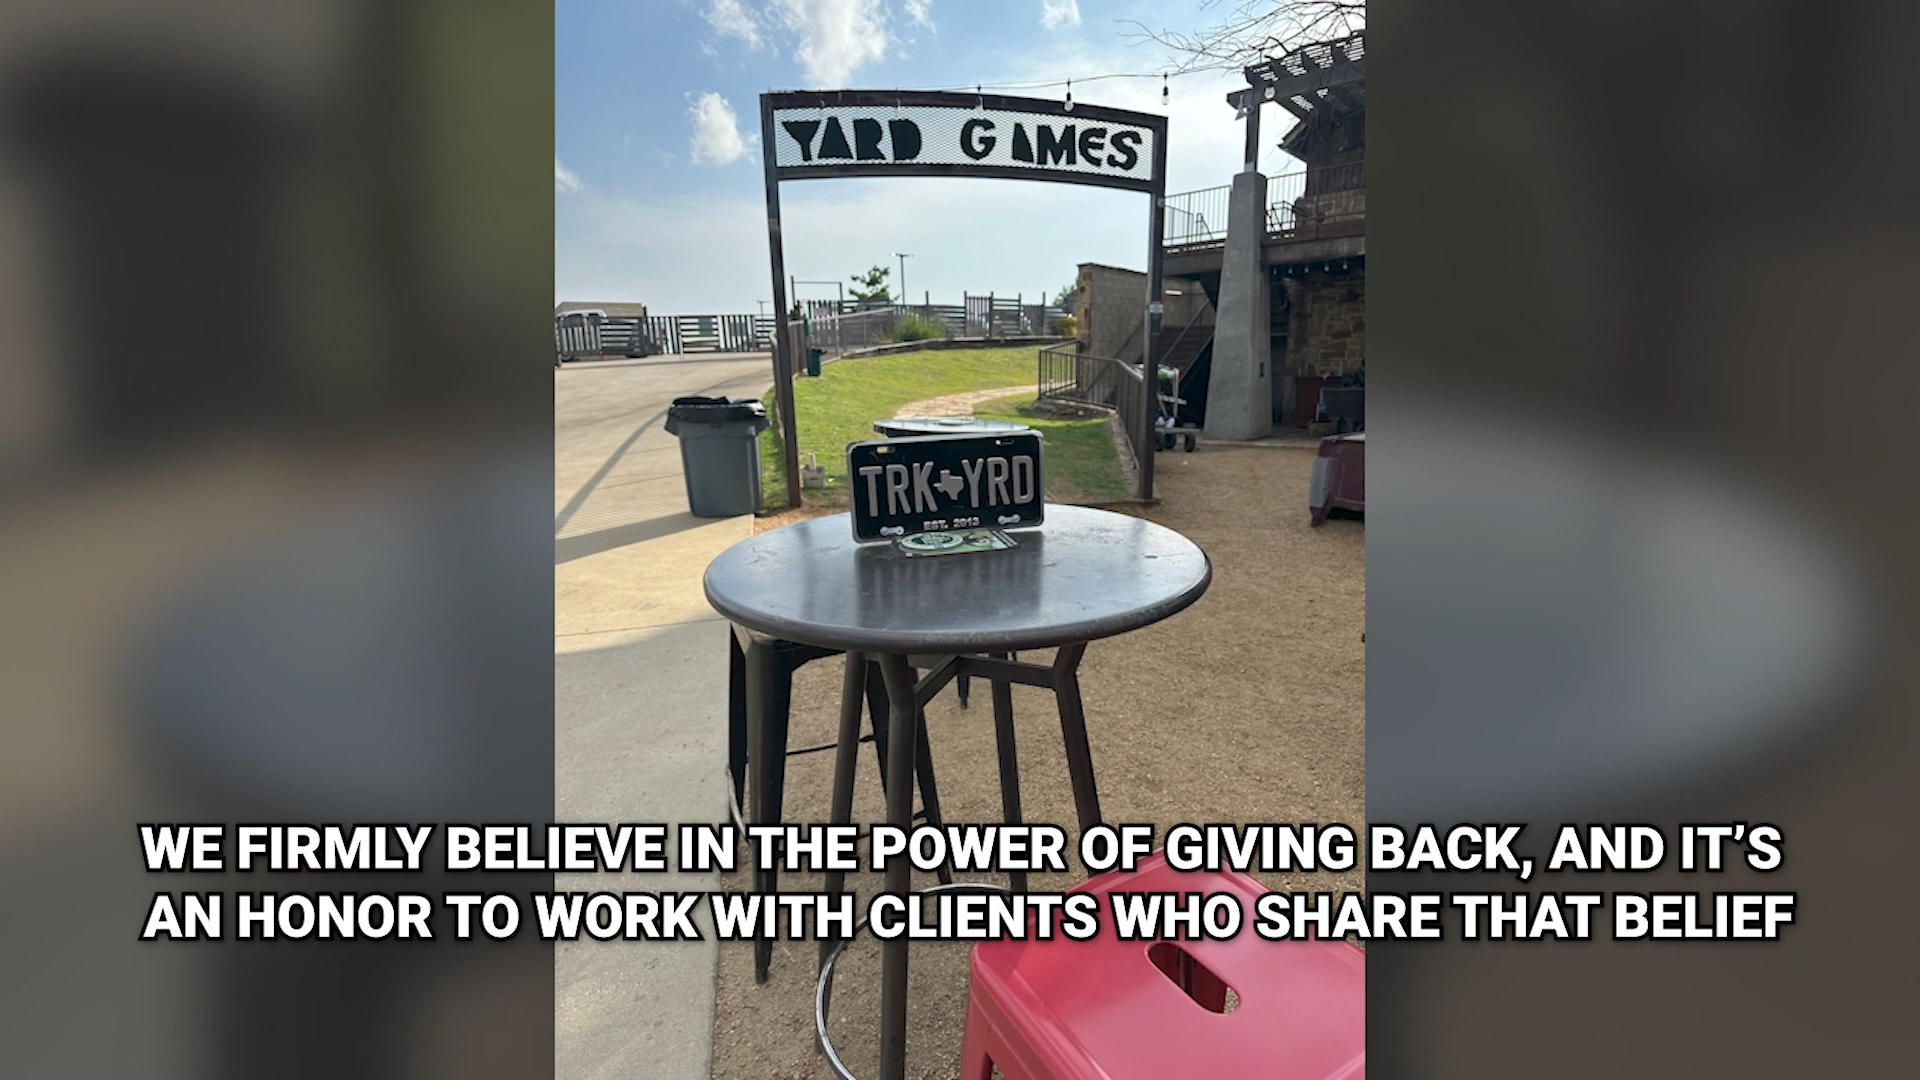 YARD GAMES
TRK YRD
EST. 2013
WE FIRMLY BELIEVE IN THE POWER OF GIVING BACK, AND IT’S
AN HONOR TO WORK WITH CLIENTS WHO SHARE THAT BELIEF